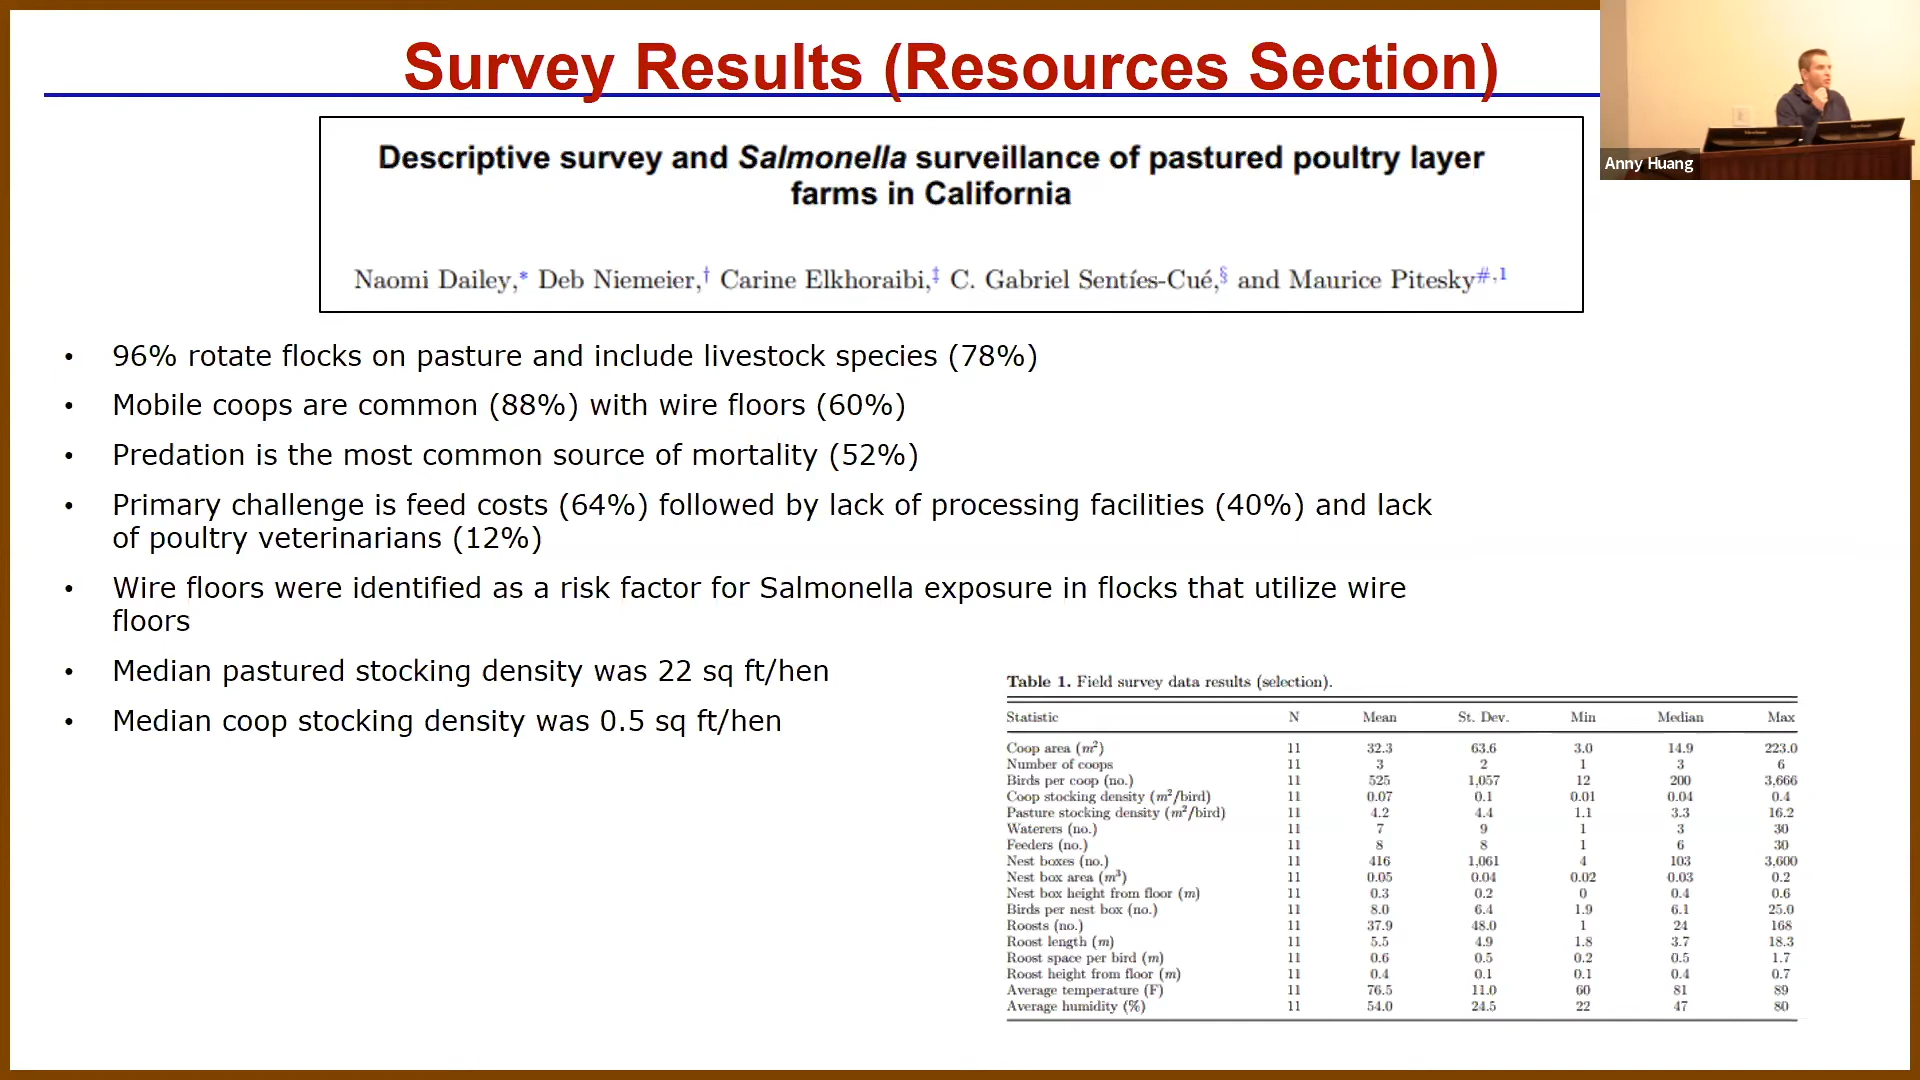 Survey Results (Resources Section)
Anny Huang
Descriptive survey and Salmonella surveillance of pastured poultry layer
farms in California
Naomi Dailey,* Deb Niemeier,† Carine Elkhoraibi,‡ C. Gabriel Sentíes-Cué,§ and Maurice Pitesky#,1
• 96% rotate flocks on pasture and include livestock species (78%)
• Mobile coops are common (88%) with wire floors (60%)
• Predation is the most common source of mortality (52%)
• Primary challenge is feed costs (64%) followed by lack of processing facilities (40%) and lack
of poultry veterinarians (12%)
• Wire floors were identified as a risk factor for Salmonella exposure in flocks that utilize wire
floors
• Median pastured stocking density was 22 sq ft/hen
• Median coop stocking density was 0.5 sq ft/hen
Table 1. Field survey data results (selection).
Statistic N Mean St. Dev. Min Median Max
Coop area (m²) 11 32.3 63.6 3.0 14.9 223.0
Number of coops 11 3 2 1 3 6
Birds per coop (no.) 11 525 1,057 12 200 3,666
Coop stocking density (m²/bird) 11 0.07 0.1 0.01 0.04 0.4
Pasture stocking density (m²/bird) 11 4.2 4.4 1.1 3.3 16.2
Waterers (no.) 11 7 9 1 3 30
Feeders (no.) 11 8 8 1 6 30
Nest boxes (no.) 11 416 1,061 4 103 3,600
Nest box area (m³) 11 0.05 0.04 0.02 0.03 0.2
Nest box height from floor (m) 11 0.3 0.2 0 0.4 0.6
Birds per nest box (no.) 11 8.0 6.4 1.9 6.1 25.0
Roosts (no.) 11 37.9 48.0 1 24 168
Roost length (m) 11 5.5 4.9 1.8 3.7 18.3
Roost space per bird (m) 11 0.6 0.5 0.2 0.5 1.7
Roost height from floor (m) 11 0.4 0.1 0.1 0.4 0.7
Average temperature (F) 11 76.5 11.0 60 81 89
Average humidity (%) 11 54.0 24.5 22 47 80